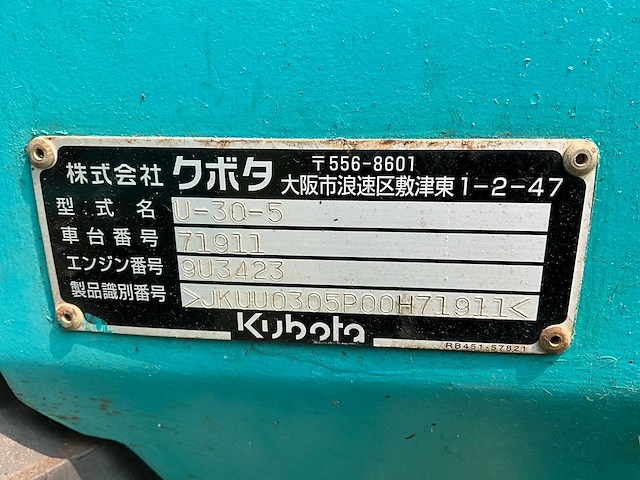 株式会社 クボタ 〒556-8601
大阪市浪速区敷津東1-2-47
型式名 U-30-5
車台番号 71911
エンジン番号 9U3423
製品識別番号 >JKUU0305P00H71911<
Kubota
RB451-57821